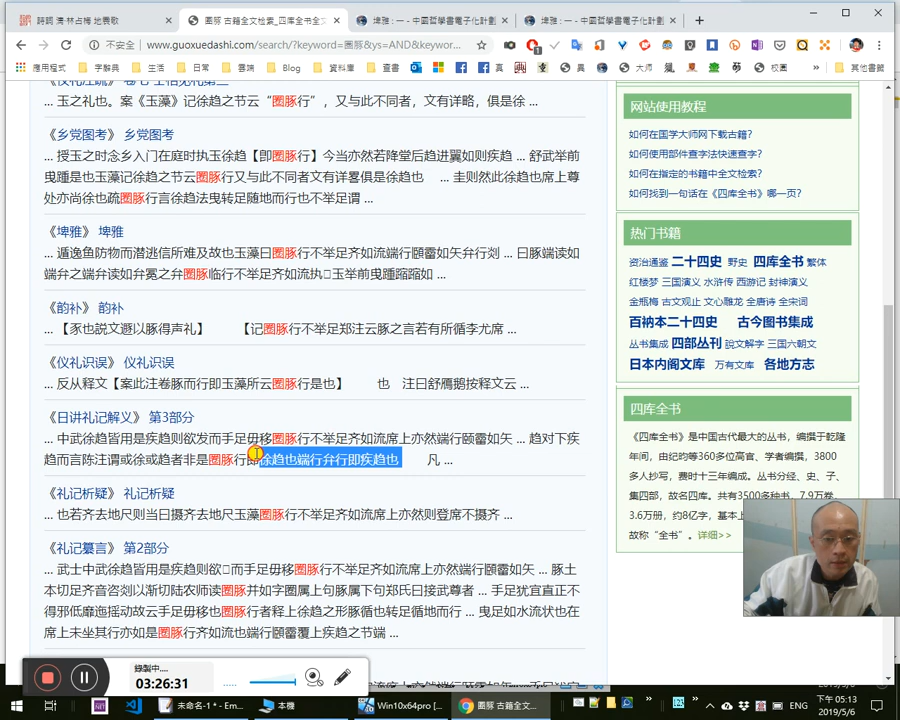 詩詞 清·林占梅 地震歌
圈豚 古籍全文检索_四库全书全文
埤雅 : 一 - 中國哲學書電子化計劃
埤雅 : 一 - 中國哲學書電子化計劃
不安全 | www.guoxuedashi.com/search/?keyword=圈豚&ys=AND&keywor...
應用程式 字辭典 生活 日常 雲端 Blog 資料庫 查書
其他書籤
... 玉之礼也。案《玉藻》记徐趋之节云“圈豚行”，又与此不同者，文有详略，俱是徐 ...
《乡党图考》 乡党图考
... 授玉之时念乡入门在庭时执玉徐趋【卽圈豚行】今当亦然若降堂后趋进翼如则疾趋 ... 舒武举前
曵踵是也玉藻记徐趋之节云圈豚行又与此不同者文有详畧俱是徐趋也 ... 圭则然此徐趋也席上尊
处亦尚徐也疏圈豚行言徐趋法曵转足随地而行也不举足谓 ...
《埤雅》 埤雅
... 遁逸鱼防物而潜逃信所难及故也玉藻曰圈豚行不举足齐如流端行頥霤如矢弁行剡 ... 曰豚端读如
端弁之端弁读如弁冕之弁圈豚临行不举足齐如流执□玉举前曵踵蹜蹜如 ...
《韵补》 韵补
... 【豕也説文遯以豚得声礼】 【记圈豚行不举足郑注云豚之言若有所循李尤席 ...
《仪礼识误》 仪礼识误
... 反从释文【案此注卷豚而行即玉藻所云圈豚行是也】 也 注曰舒鴈鹅按释文云 ...
《日讲礼记解义》 第3部分
... 中武徐趋皆用是疾趋则欲发而手足毋移圈豚行不举足齐如流席上亦然端行颐霤如矢 ... 趋对下疾
趋而言陈注谓或徐或趋者非是圈豚行即徐趋也端行弁行即疾趋也 凡 ...
《礼记析疑》 礼记析疑
... 也若齐去地尺则当曰摄齐去地尺玉藻圈豚行不举足齐如流席上亦然则登席不摄齐 ...
《礼记纂言》 第2部分
... 武士中武徐趋皆用是疾趋则欲□而手足毋移圈豚行不举足齐如流席上亦然端行頥霤如矢 ... 豚土
本切足齐音咨剡以渐切陆农师读圈豚并如字圈属上句豚属下句郑氏曰接武尊者 ... 手足犹宜直正不
得邪低靡迤摇动故云手足毋移也圈豚行者释上徐趋之形豚循也转足循地而行 ... 曳足如水流状也在
席上未坐其行亦如是圈豚行齐如流也端行頥霤覆上疾趋之节端 ...
网站使用教程
如何在国学大师网下载古籍?
如何使用部件查字法快速查字?
如何在指定的书籍中全文检索?
如何找到一句话在《四库全书》哪一页?
热门书籍
资治通鉴 二十四史 野史 四库全书 繁体
红楼梦 三国演义 水浒传 西游记 封神演义
金瓶梅 古文观止 文心雕龙 全唐诗 全宋词
百衲本二十四史 古今图书集成
丛书集成 四部丛刊 說文解字 三国六朝文
日本内阁文库 万有文库 各地方志
四库全书
《四库全书》是中国古代最大的丛书，编撰于乾隆
年间，由纪昀等360多位高官、学者编撰，3800
多人抄写，费时十三年编成。丛书分经、史、子、
集四部，故名四库。共有3500多种书，7.9万卷，
3.6万册，约8亿字，基本上
故称“全书”。详细>>
錄製中...
03:26:31
未命名-1 * - Em...
本機
Win10x64pro [...
圈豚 古籍全文...
ENG
下午 05:13
2019/5/6